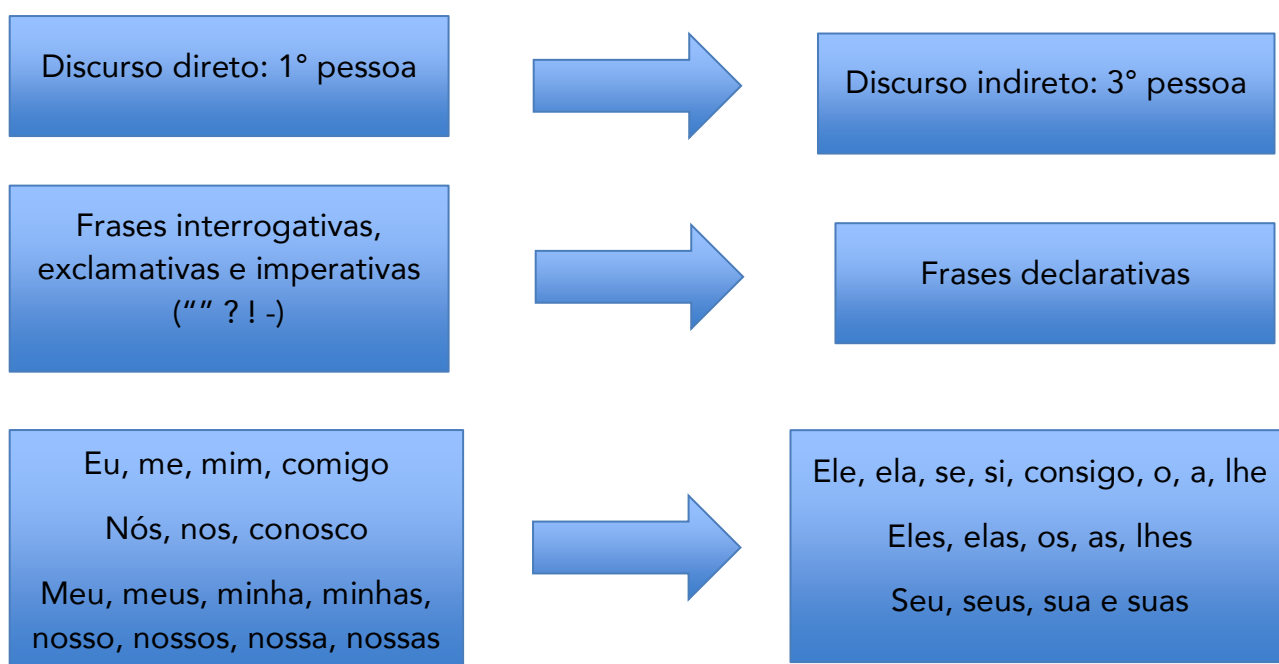 Discurso direto: 1° pessoa
Discurso indireto: 3° pessoa
Frases interrogativas,
exclamativas e imperativas
(“” ? ! -)
Frases declarativas
Eu, me, mim, comigo
Nós, nos, conosco
Meu, meus, minha, minhas,
nosso, nossos, nossa, nossas
Ele, ela, se, si, consigo, o, a, lhe
Eles, elas, os, as, lhes
Seu, seus, sua e suas